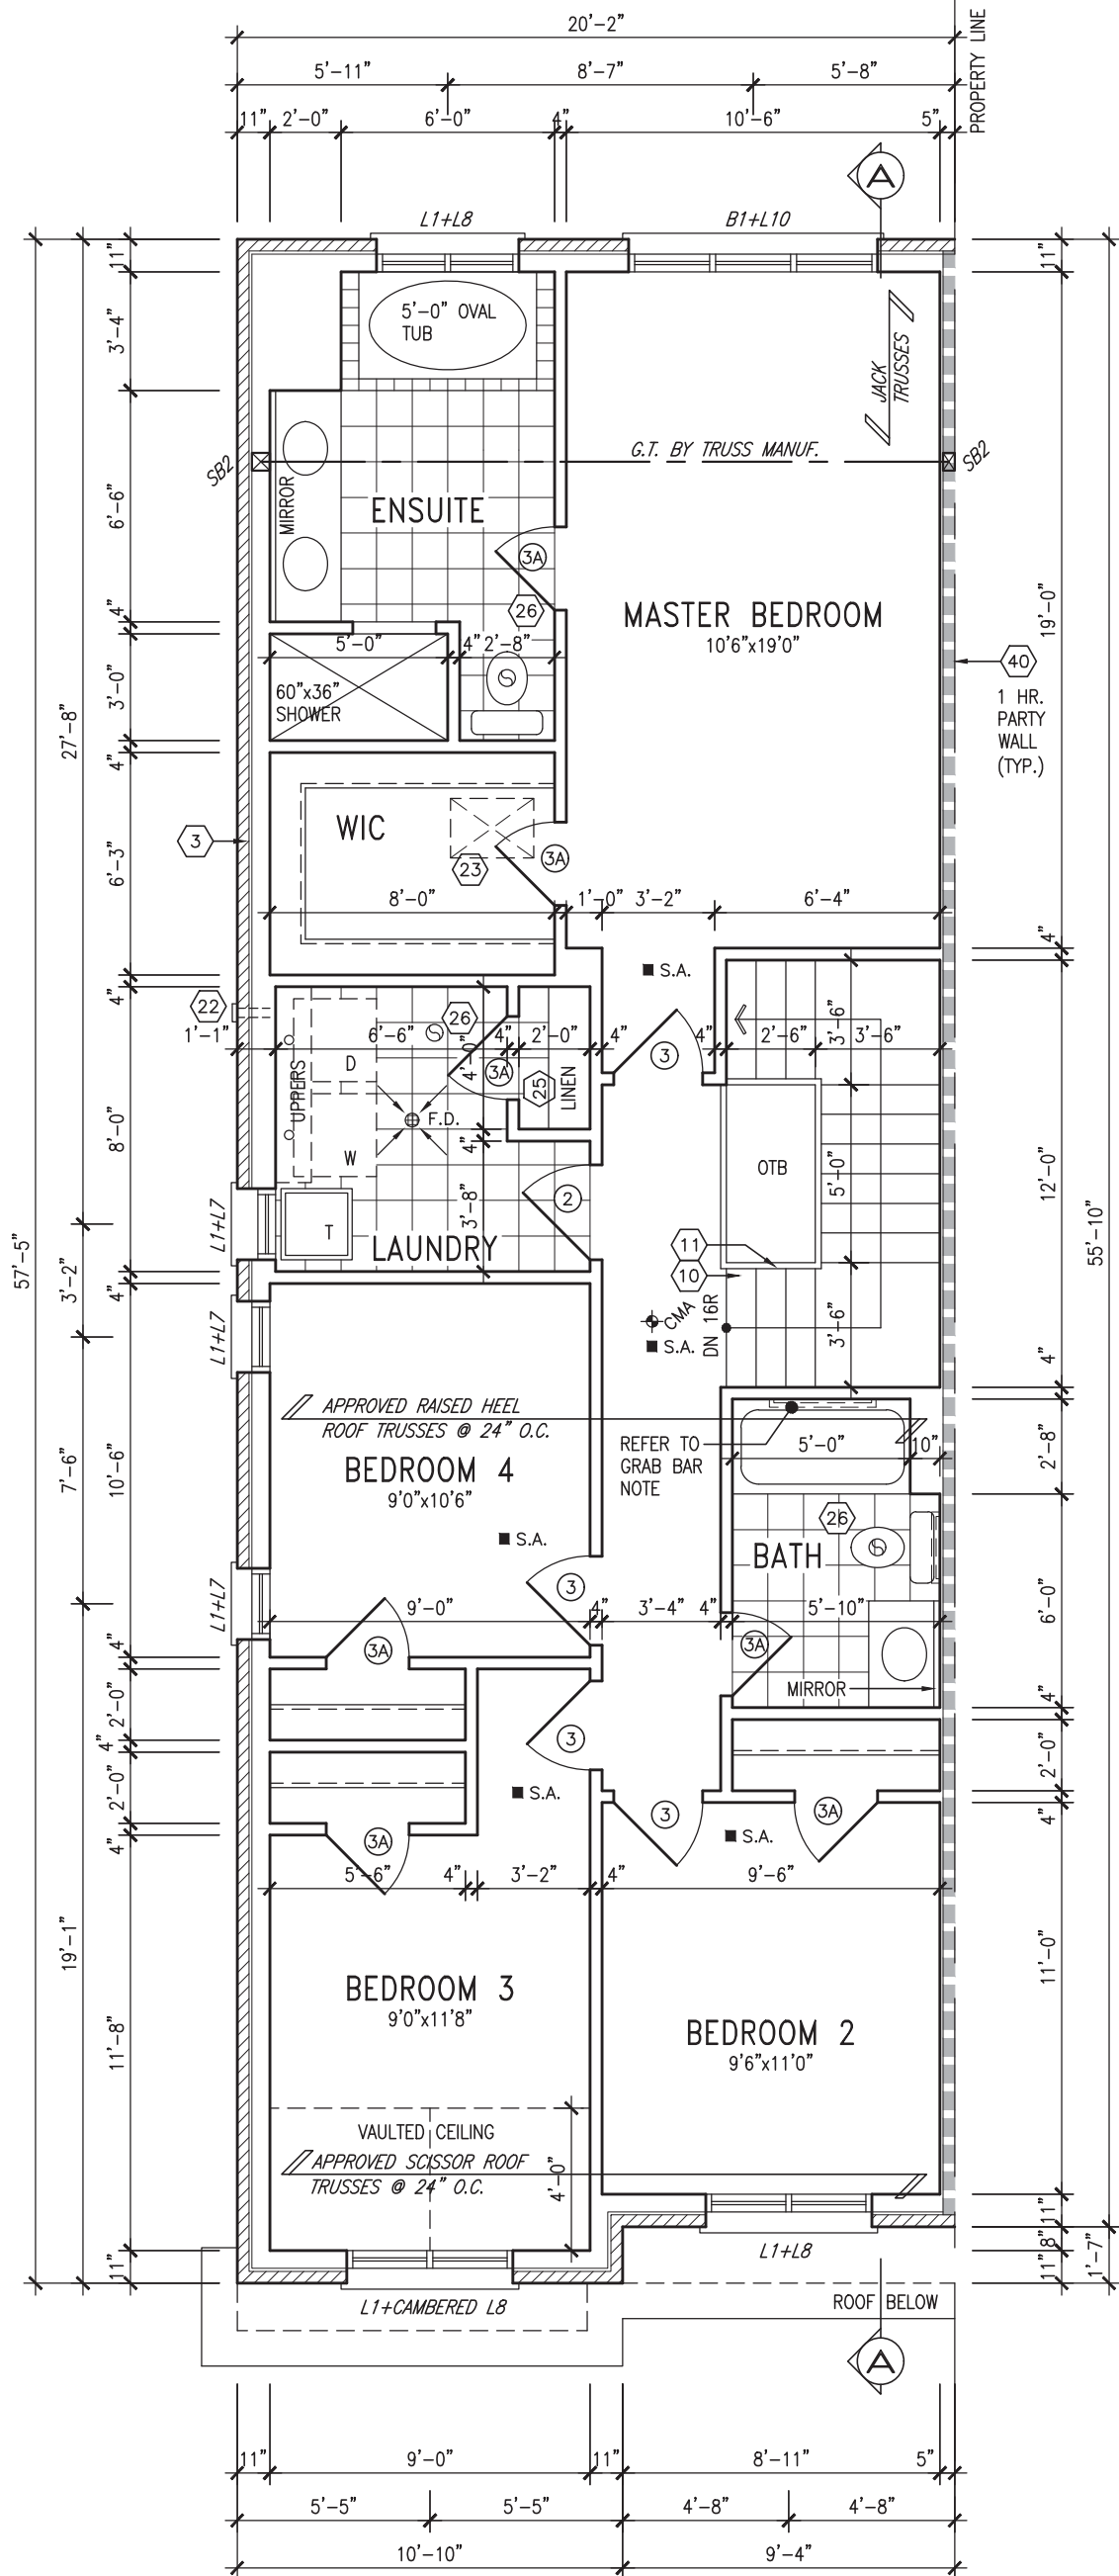 20'-2"
PROPERTY LINE
5'-11" 8'-7" 5'-8"
11" 2'-0" 6'-0" 4" 10'-6" 5"
A
L1+L8 B1+L10
11"
3'-4"
6'-6"
4"
3'-0"
4"
6'-3"
4"
8'-0"
4"
10'-6"
4"
2'-0"
4"
2'-0"
4"
11'-8"
11"
27'-8"
3'-2"
7'-6"
19'-1"
57'-5"
5'-0" OVAL
TUB
JACK
TRUSSES
G.T. BY TRUSS MANUF.
SB2
SB2
MIRROR
ENSUITE
3A
26
MASTER BEDROOM
10'6"x19'0"
5'-0" 4" 2'-8"
60"x36"
SHOWER
40
1 HR.
PARTY
WALL
(TYP.)
3
WIC
23
3A
8'-0" 1'-0" 3'-2" 6'-4"
S.A.
22
1'-1" 6'-6" 4" 2'-0" 4" 4" 2'-6" 3'-6"
26
4'-0"
3A
25
LINEN
3
3'-6"
UPPERS
D
F.D.
W
4"
3'-8"
2
T
LAUNDRY
L1+L7
OTB
5'-0"
11
10
3'-6"
CMA
S.A.
DN 16R
L1+L7
APPROVED RAISED HEEL
ROOF TRUSSES @ 24" O.C.
BEDROOM 4
9'0"x10'6"
S.A.
REFER TO
GRAB BAR
NOTE
5'-0" 10"
26
BATH
3
L1+L7
9'-0" 4" 3'-4" 4" 5'-10"
3A
3A
MIRROR
3
S.A.
3
3A
S.A.
3A
5'-6" 4" 3'-2" 4" 9'-6"
BEDROOM 3
9'0"x11'8"
BEDROOM 2
9'6"x11'0"
VAULTED CEILING
APPROVED SCISSOR ROOF
TRUSSES @ 24" O.C.
4'-0"
L1+L8
L1+CAMBERED L8
ROOF BELOW
A
11"
19'-0"
4"
12'-0"
4"
2'-8"
6'-0"
4"
2'-0"
4"
11'-0"
11"
8"
11"
55'-10"
1'-7"
11" 9'-0" 11" 8'-11" 5"
5'-5" 5'-5" 4'-8" 4'-8"
10'-10" 9'-4"